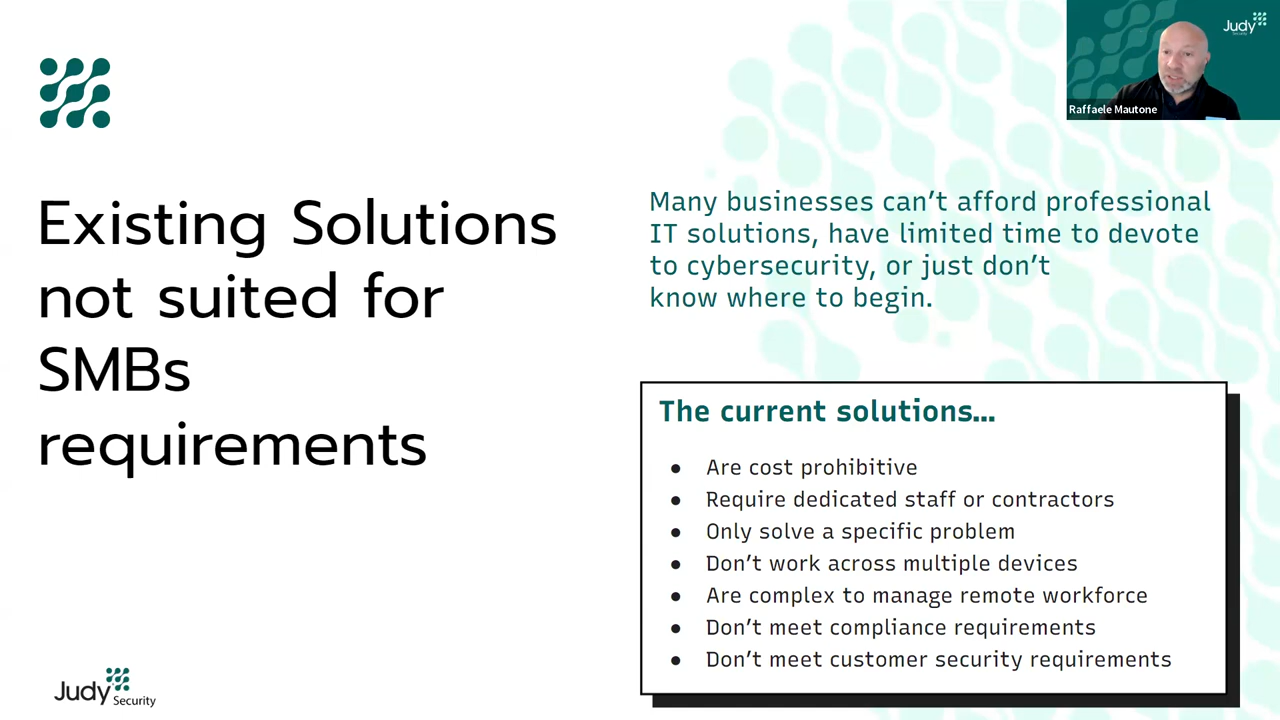 Judy
Security
Raffaele Mautone
Existing Solutions
not suited for
SMBs
requirements
Many businesses can’t afford professional
IT solutions, have limited time to devote
to cybersecurity, or just don’t
know where to begin.
The current solutions...
● Are cost prohibitive
● Require dedicated staff or contractors
● Only solve a specific problem
● Don’t work across multiple devices
● Are complex to manage remote workforce
● Don’t meet compliance requirements
● Don’t meet customer security requirements
Judy Security